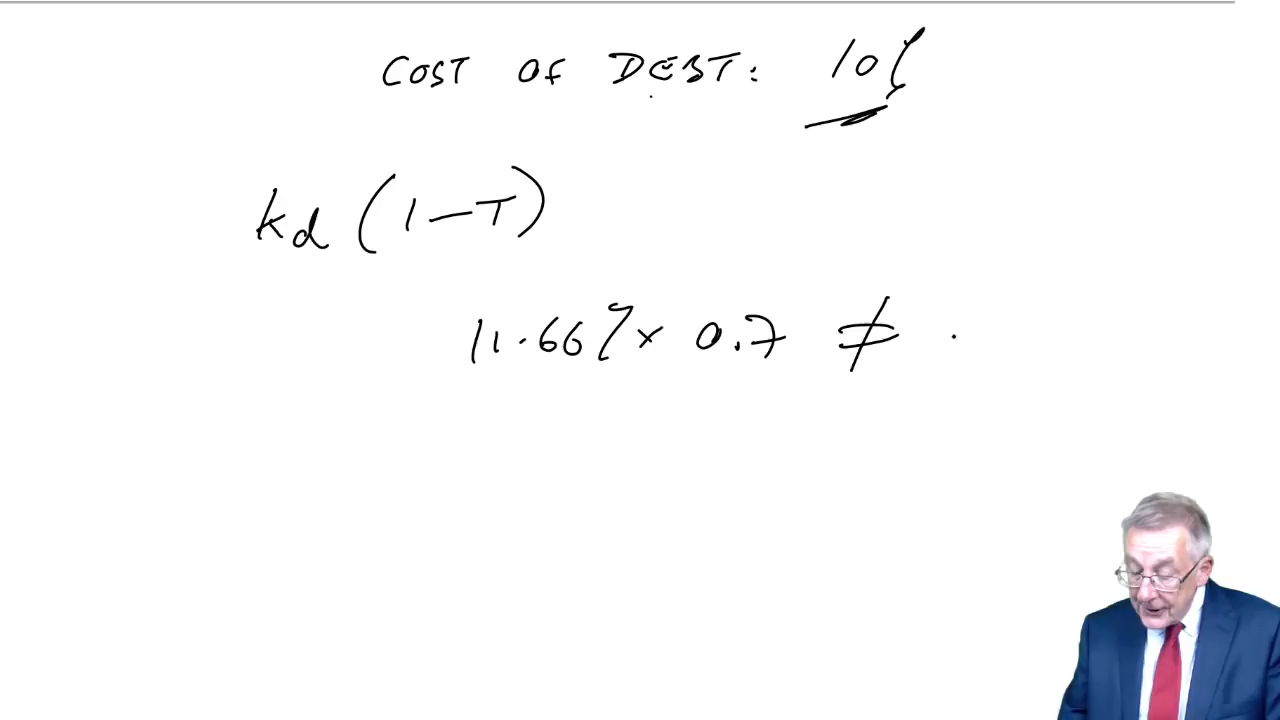 COST OF DEBT: 10%
kd (1-T)
11.66% x 0.7 ≠